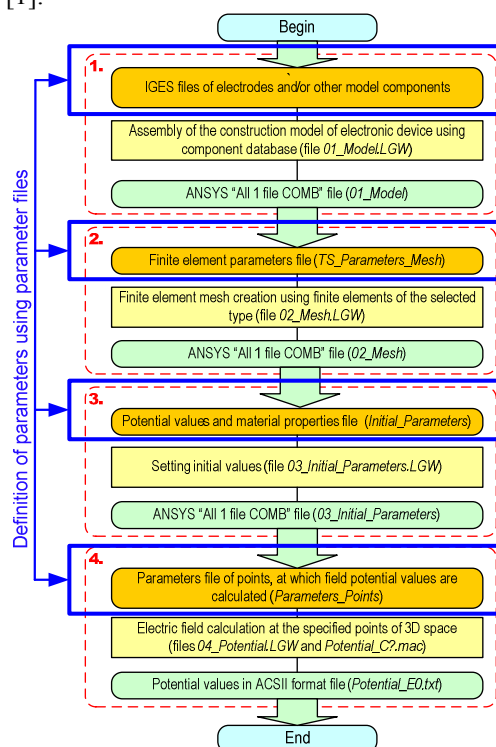 [1].
Begin
1.
IGES files of electrodes and/or other model components
Assembly of the construction model of electronic device using
component database (file 01_Model.LGW)
ANSYS “All 1 file COMB” file (01_Model)
2.
Finite element parameters file (TS_Parameters_Mesh)
Finite element mesh creation using finite elements of the selected
type (file 02_Mesh.LGW)
ANSYS “All 1 file COMB” file (02_Mesh)
3.
Potential values and material properties file (Initial_Parameters)
Setting initial values (file 03_Initial_Parameters.LGW)
ANSYS “All 1 file COMB” file (03_Initial_Parameters)
4.
Parameters file of points, at which field potential values are
calculated (Parameters_Points)
Electric field calculation at the specified points of 3D space
(files 04_Potential.LGW and Potential_C?.mac)
Potential values in ACSII format file (Potential_E0.txt)
End
Definition of parameters using parameter files